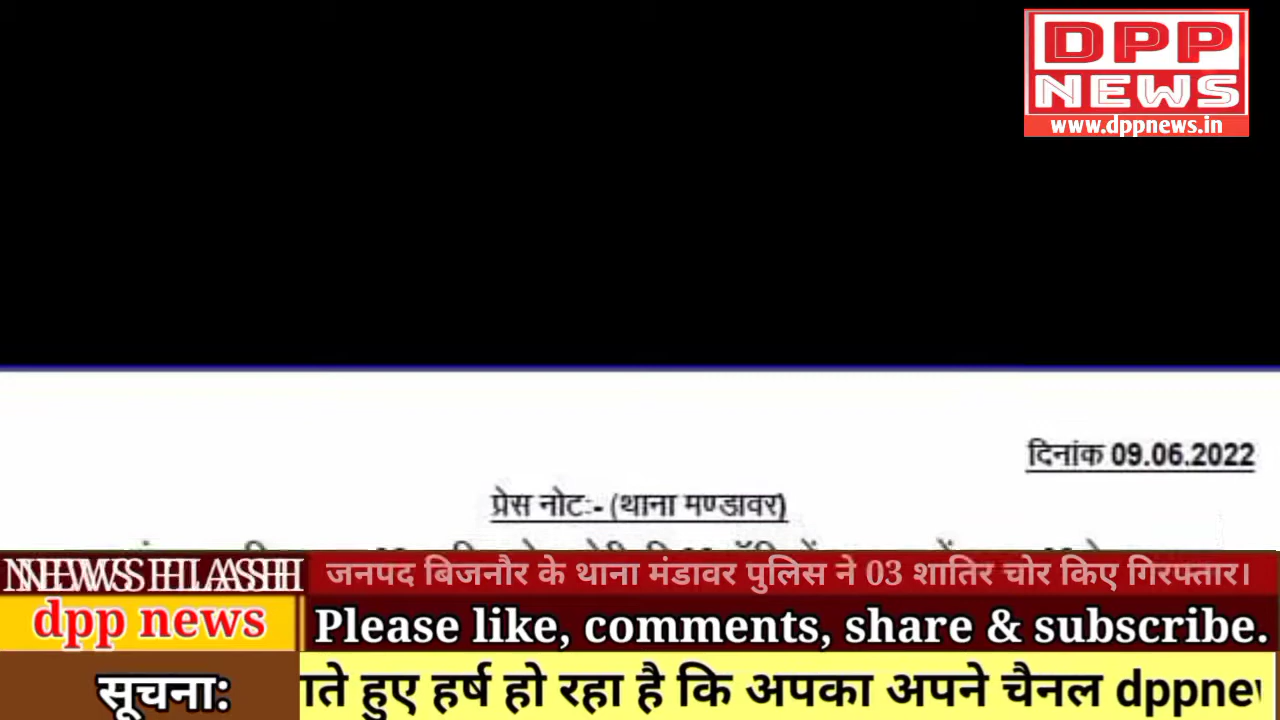 DPP
NEWS
www.dppnews.in
दिनांक 09.06.2022
प्रेस नोटः- (थाना मण्डावर)
NEWS FLASH
जनपद बिजनौर के थाना मंडावर पुलिस ने 03 शातिर चोर किए गिरफ्तार।
dpp news
Please like, comments, share & subscribe.
सूचना:
ाते हुए हर्ष हो रहा है कि अपका अपने चैनल dppnew